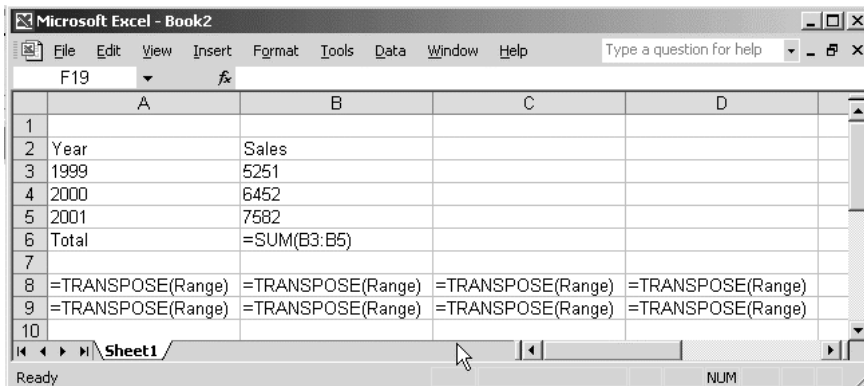 Microsoft Excel - Book2
File Edit View Insert Format Tools Data Window Help Type a question for help
F19 fx
A B C D
1
2 Year Sales
3 1999 5251
4 2000 6452
5 2001 7582
6 Total =SUM(B3:B5)
7
8 =TRANSPOSE(Range) =TRANSPOSE(Range) =TRANSPOSE(Range) =TRANSPOSE(Range)
9 =TRANSPOSE(Range) =TRANSPOSE(Range) =TRANSPOSE(Range) =TRANSPOSE(Range)
10
Sheet1
Ready NUM